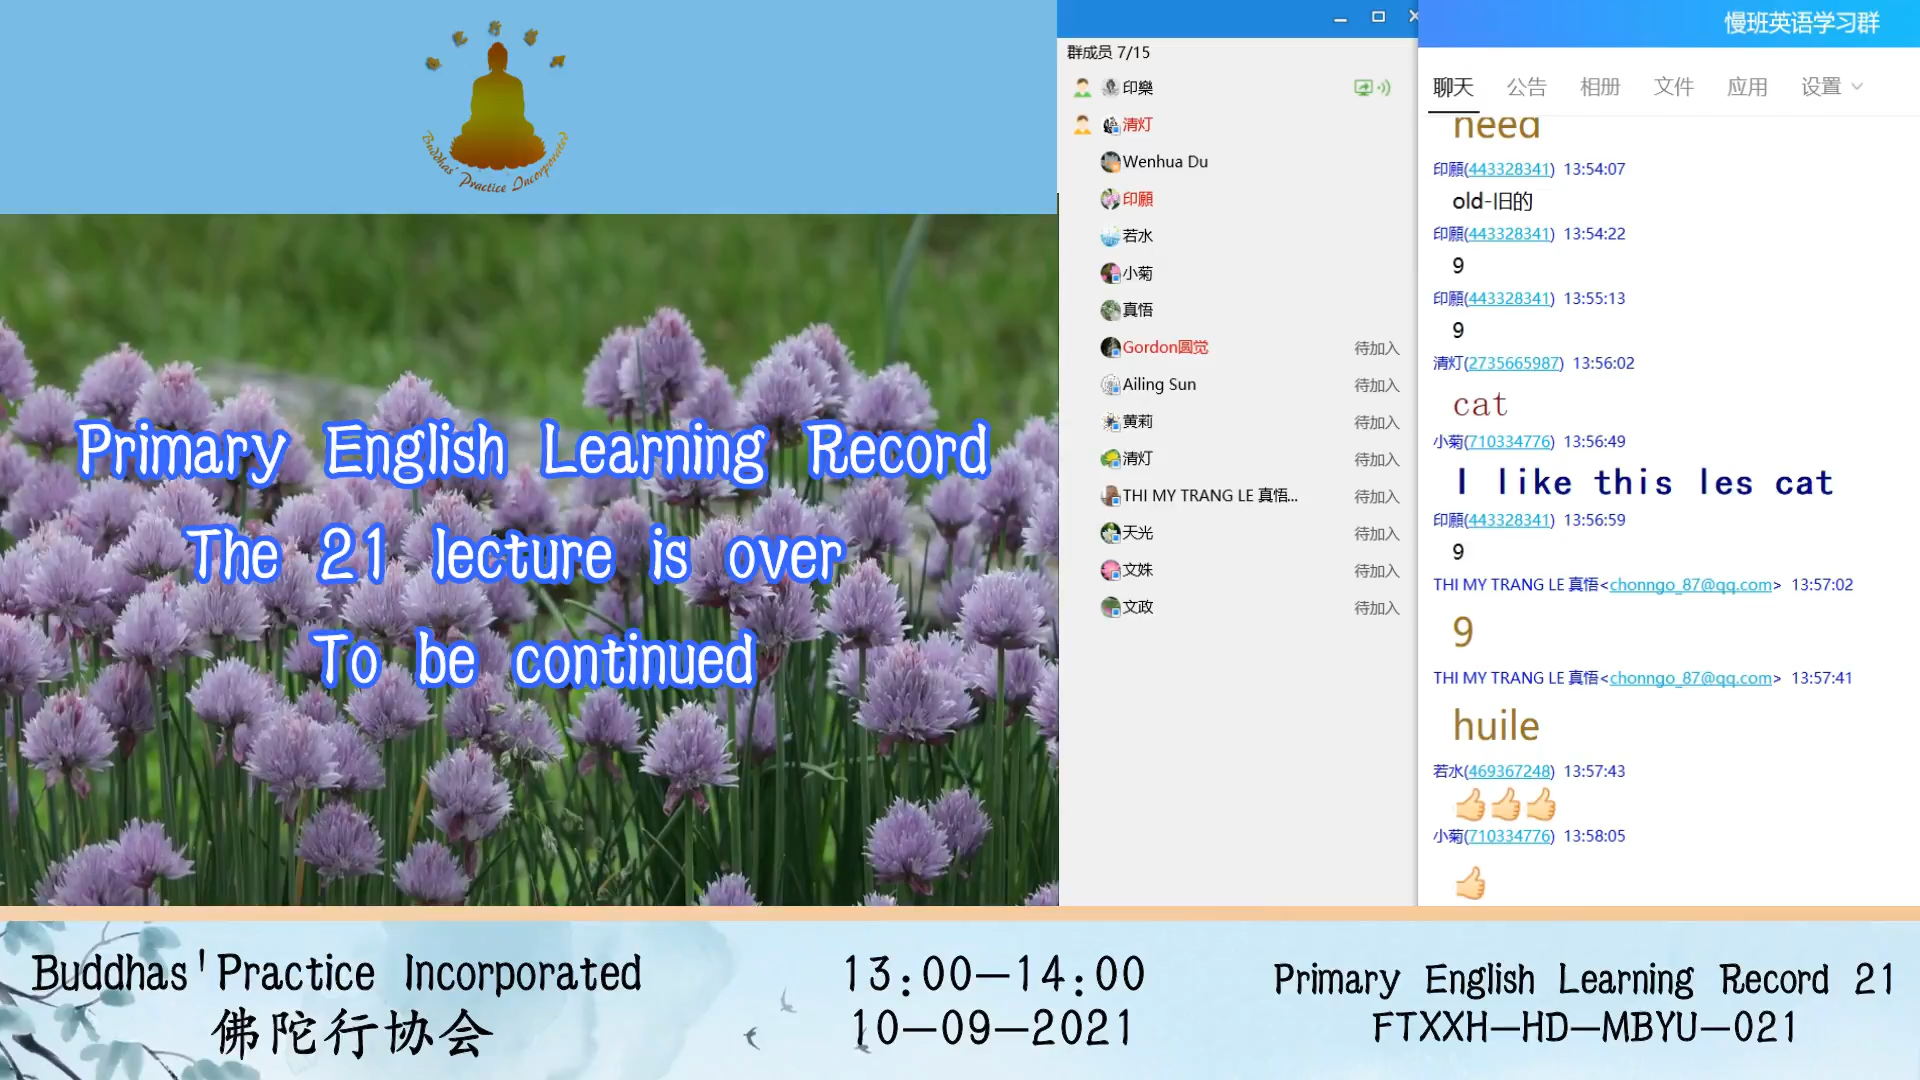 Buddhas' Practice Incorporated
Primary English Learning Record
The 21 lecture is over
To be continued
群成员 7/15
印樂
清灯
Wenhua Du
印願
若水
小菊
真悟
Gordon圆觉 待加入
Ailing Sun 待加入
黄莉 待加入
清灯 待加入
THI MY TRANG LE 真悟... 待加入
天光 待加入
文姝 待加入
文政 待加入
慢班英语学习群
聊天 公告 相册 文件 应用 设置
need
印願(443328341) 13:54:07
old-旧的
印願(443328341) 13:54:22
9
印願(443328341) 13:55:13
9
清灯(2735665987) 13:56:02
cat
小菊(710334776) 13:56:49
I like this les cat
印願(443328341) 13:56:59
9
THI MY TRANG LE 真悟<chonngo_87@qq.com> 13:57:02
9
THI MY TRANG LE 真悟<chonngo_87@qq.com> 13:57:41
huile
若水(469367248) 13:57:43
小菊(710334776) 13:58:05
Buddhas'Practice Incorporated
佛陀行协会
13:00—14:00
10—09—2021
Primary English Learning Record 21
FTXXH—HD—MBYU—021